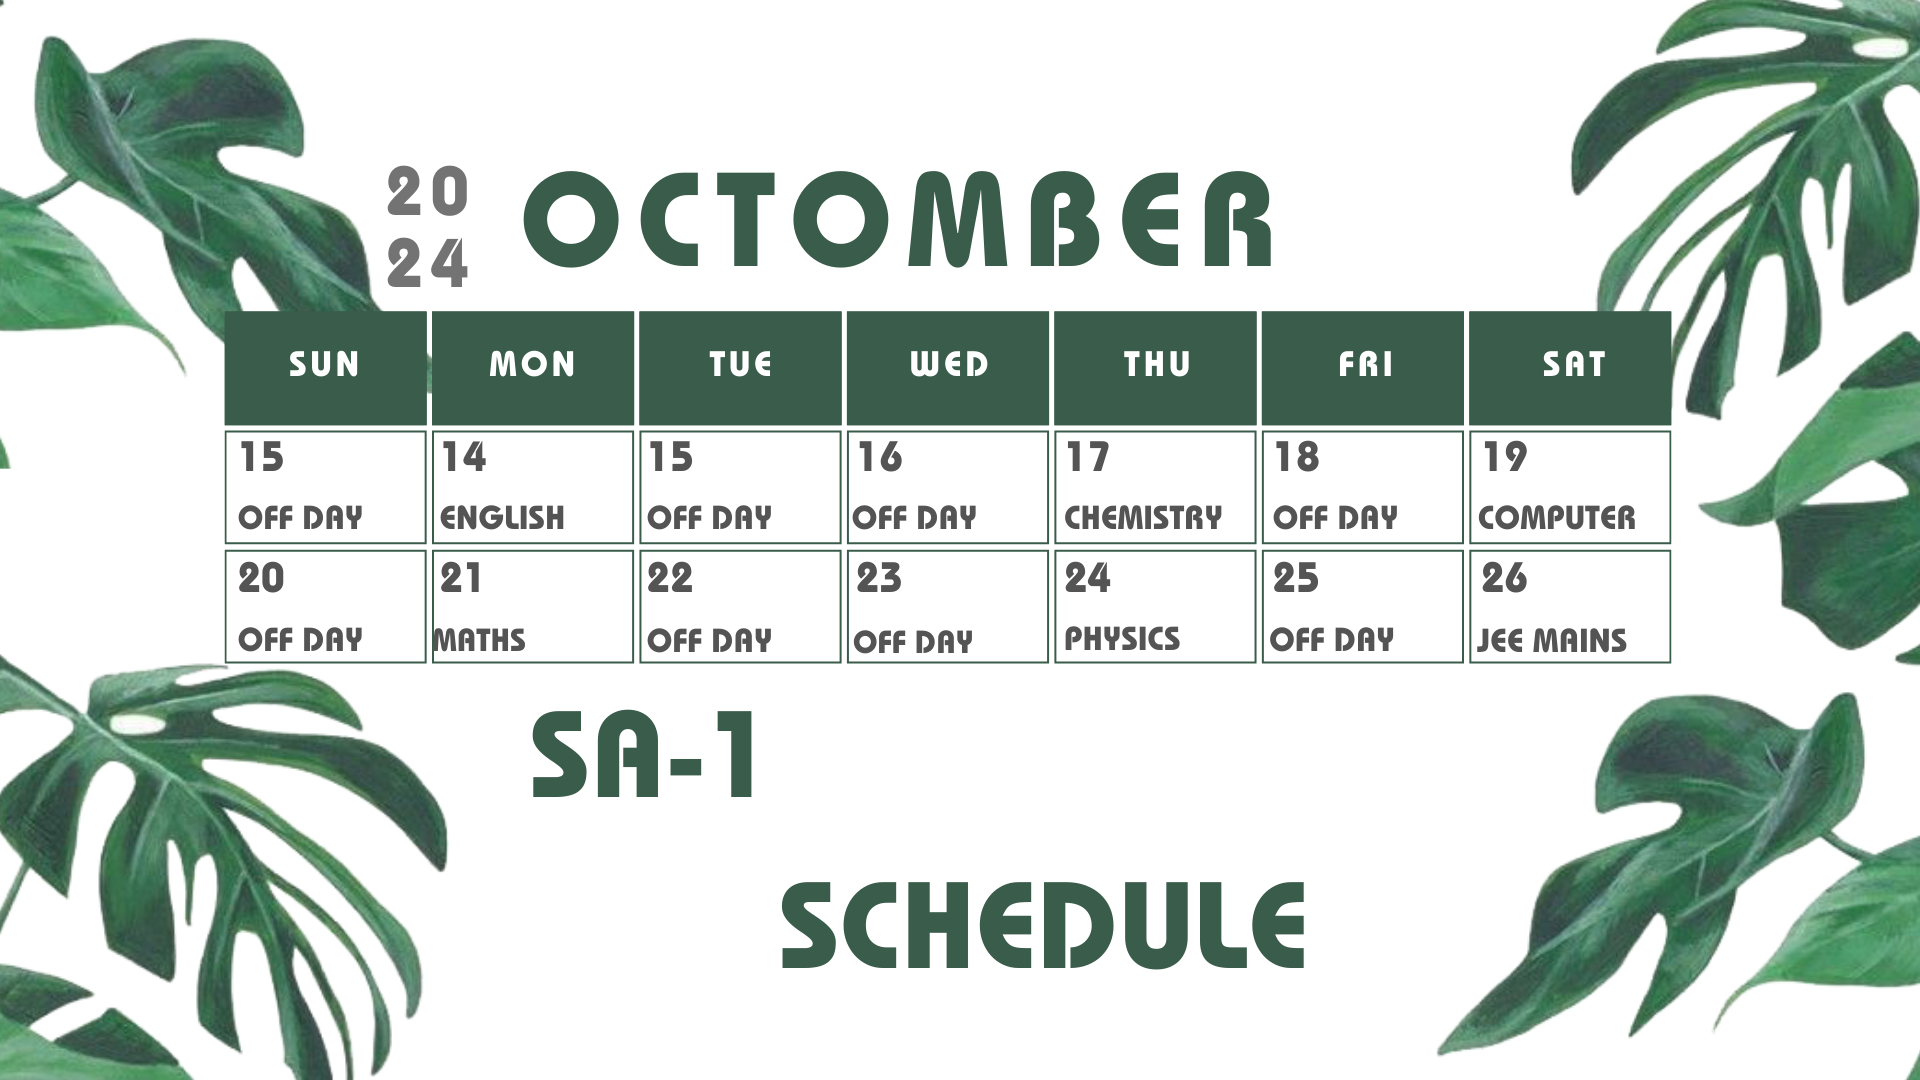 20
24
OCTOMBER
SUN MON TUE WED THU FRI SAT
15 14 15 16 17 18 19
OFF DAY ENGLISH OFF DAY OFF DAY CHEMISTRY OFF DAY COMPUTER
20 21 22 23 24 25 26
OFF DAY MATHS OFF DAY OFF DAY PHYSICS OFF DAY JEE MAINS
SA-1
SCHEDULE